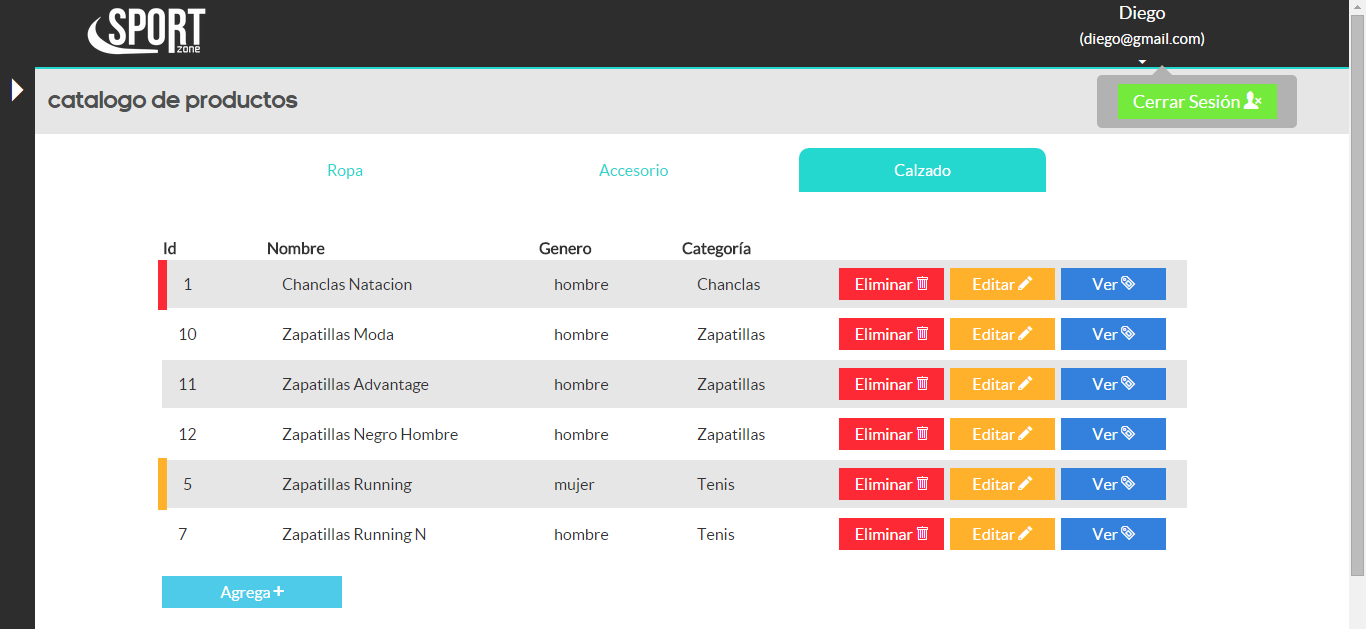 SPORT
zone
Diego
(diego@gmail.com)
catalogo de productos
Cerrar Sesión
Ropa Accesorio Calzado
Id Nombre Genero Categoría
1 Chanclas Natacion hombre Chanclas Eliminar Editar Ver
10 Zapatillas Moda hombre Zapatillas Eliminar Editar Ver
11 Zapatillas Advantage hombre Zapatillas Eliminar Editar Ver
12 Zapatillas Negro Hombre hombre Zapatillas Eliminar Editar Ver
5 Zapatillas Running mujer Tenis Eliminar Editar Ver
7 Zapatillas Running N hombre Tenis Eliminar Editar Ver
Agrega+